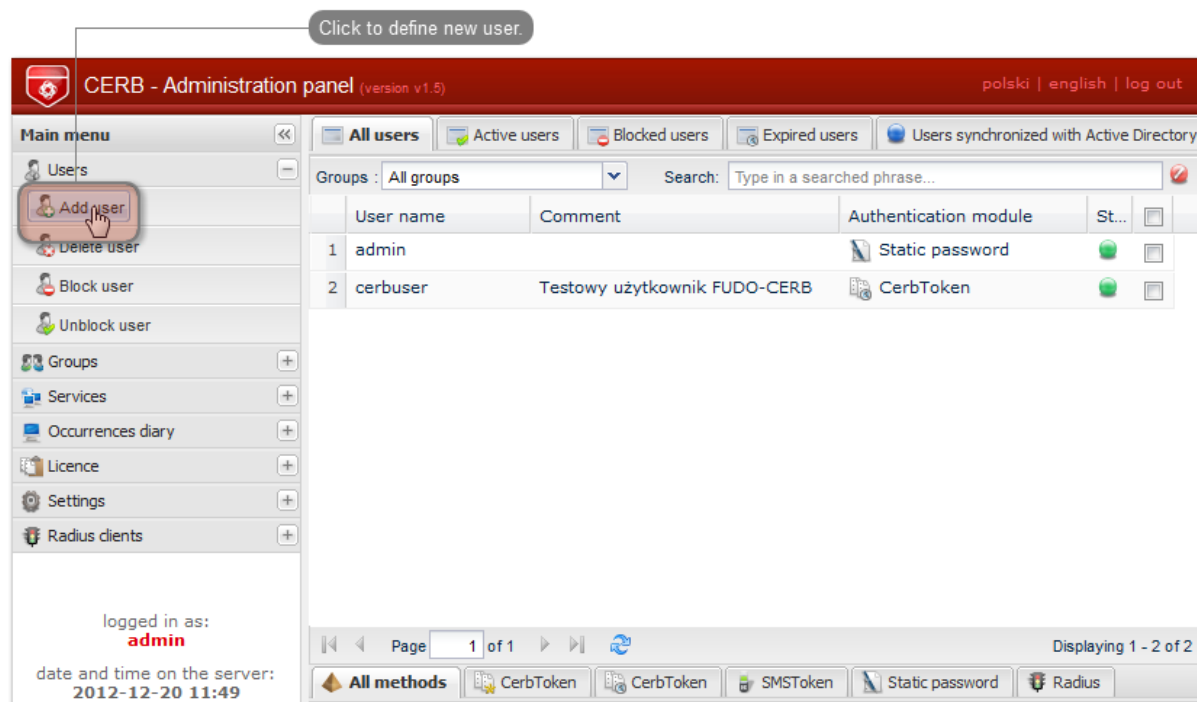 Click to define new user.
CERB - Administration panel (version v1.5)
polski | english | log out
Main menu
All users Active users Blocked users Expired users Users synchronized with Active Directory
Users
Groups : All groups Search: Type in a searched phrase...
Add user
User name Comment Authentication module St...
Delete user
1 admin Static password
Block user
2 cerbuser Testowy użytkownik FUDO-CERB CerbToken
Unblock user
Groups
Services
Occurrences diary
Licence
Settings
Radius clients
logged in as:
admin
date and time on the server:
2012-12-20 11:49
Page 1 of 1 Displaying 1 - 2 of 2
All methods CerbToken CerbToken SMSToken Static password Radius